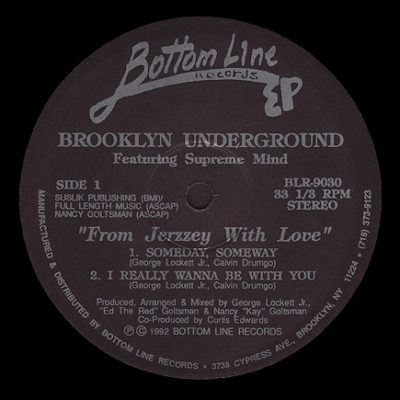 Bottom Line
Records
EP
BROOKLYN UNDERGROUND
Featuring Supreme Mind
SIDE 1
SUSLIK PUBLISHING (BMI)/
FULL LENGTH MUSIC (ASCAP)
NANCY GOLTSMAN (ASCAP)
BLR-9030
33 1/3 RPM
STEREO
"From Jerzzey With Love"
1. SOMEDAY, SOMEWAY
(George Lockett Jr., Calvin Drumgo)
2. I REALLY WANNA BE WITH YOU
(George Lockett Jr., Calvin Drumgo)
Produced, Arranged & Mixed by George Lockett Jr.,
"Ed The Red" Goltsman & Nancy "Kay" Goltsman
Co-Produced by Curtis Edwards
℗ © 1992 BOTTOM LINE RECORDS
MANUFACTURED & DISTRIBUTED BY BOTTOM LINE RECORDS • 3738 CYPRESS AVE, BROOKLYN, NY 11224 • (718) 373-9123